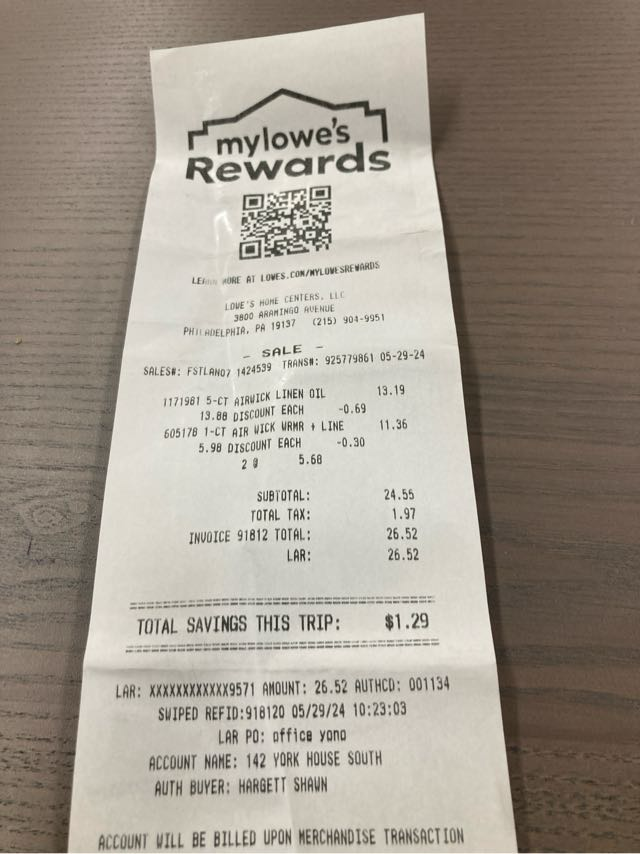 mylowe's
Rewards
LEARN MORE AT LOWES.COM/MYLOWESREWARDS
LOWE'S HOME CENTERS, LLC
3800 ARAMINGO AVENUE
PHILADELPHIA, PA 19137 (215) 904-9951
- SALE -
SALES#: FSTLAN07 1424539 TRANS#: 925779861 05-29-24
1171981 5-CT AIRWICK LINEN OIL 13.19
13.88 DISCOUNT EACH -0.69
605178 1-CT AIR WICK WRMR + LINE 11.36
5.98 DISCOUNT EACH -0.30
2 @ 5.68
SUBTOTAL: 24.55
TOTAL TAX: 1.97
INVOICE 91812 TOTAL: 26.52
LAR: 26.52
TOTAL SAVINGS THIS TRIP: $1.29
LAR: XXXXXXXXXXXX9571 AMOUNT: 26.52 AUTHCD: 001134
SWIPED REFID:918120 05/29/24 10:23:03
LAR PO: office yono
ACCOUNT NAME: 142 YORK HOUSE SOUTH
AUTH BUYER: HARGETT SHAWN
ACCOUNT WILL BE BILLED UPON MERCHANDISE TRANSACTION